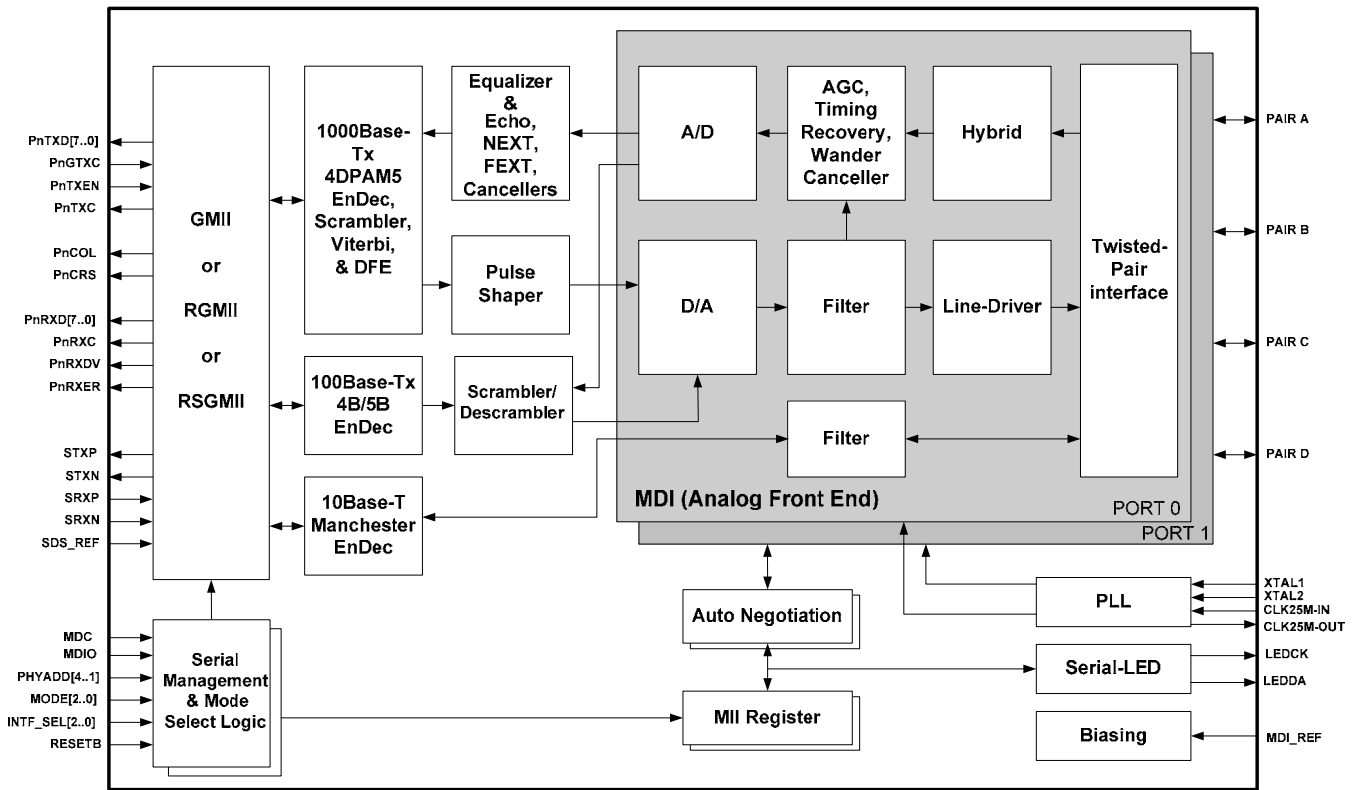 PnTXD[7..0]
PnGTXC
PnTXEN
PnTXC
PnCOL
PnCRS
PnRXD[7..0]
PnRXC
PnRXDV
PnRXER
STXP
STXN
SRXP
SRXN
SDS_REF
MDC
MDIO
PHYADD[4..1]
MODE[2..0]
INTF_SEL[2..0]
RESETB
GMII
or
RGMII
or
RSGMII
Serial
Management
& Mode
Select Logic
1000Base-
Tx
4DPAM5
EnDec,
Scrambler,
Viterbi,
& DFE
100Base-Tx
4B/5B
EnDec
10Base-T
Manchester
EnDec
Equalizer
&
Echo,
NEXT,
FEXT,
Cancellers
Pulse
Shaper
Scrambler/
Descrambler
A/D
AGC,
Timing
Recovery,
Wander
Canceller
Hybrid
D/A
Filter
Line-Driver
Filter
Twisted-
Pair
interface
MDI (Analog Front End)
PORT 0
PORT 1
Auto Negotiation
MII Register
PLL
Serial-LED
Biasing
PAIR A
PAIR B
PAIR C
PAIR D
XTAL1
XTAL2
CLK25M-IN
CLK25M-OUT
LEDCK
LEDDA
MDI_REF